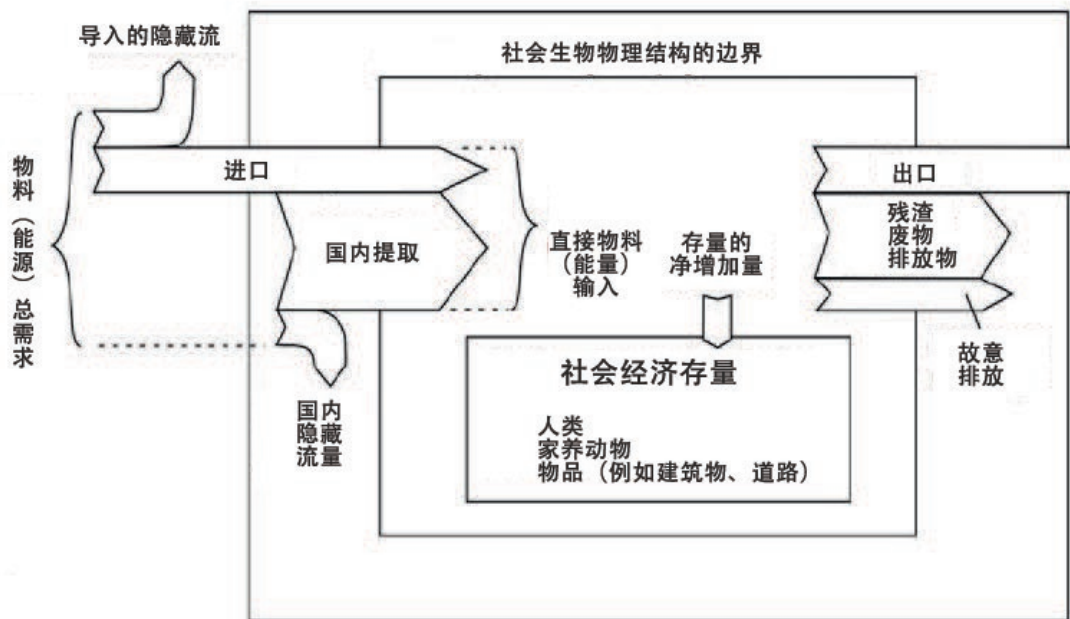 导入的隐藏流
社会生物物理结构的边界
物料（能源）总需求
进口
出口
国内提取
直接物料
（能量）
输入
存量的
净增加量
残渣
废物
排放物
社会经济存量
故意
排放
国内
隐藏
流量
人类
家养动物
物品（例如建筑物、道路）